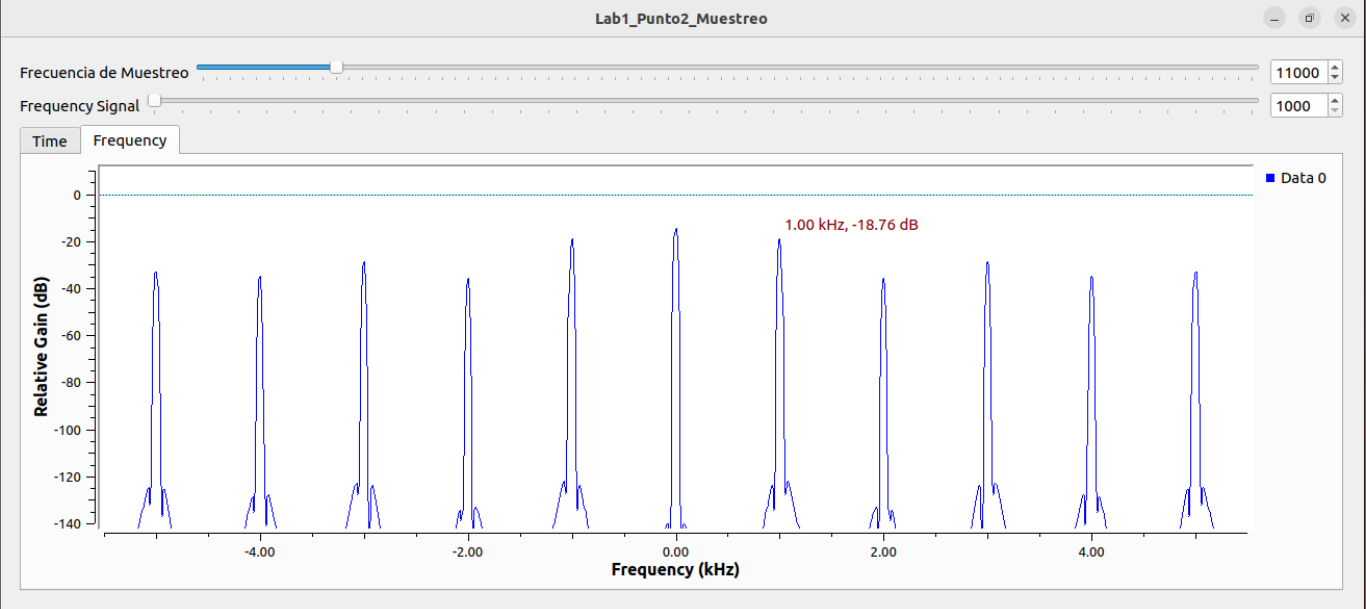 Lab1_Punto2_Muestreo
Frecuencia de Muestreo 11000
Frequency Signal 1000
Time Frequency
Data 0
1.00 kHz, -18.76 dB
Relative Gain (dB)
0
-20
-40
-60
-80
-100
-120
-140
-4.00 -2.00 0.00 2.00 4.00
Frequency (kHz)